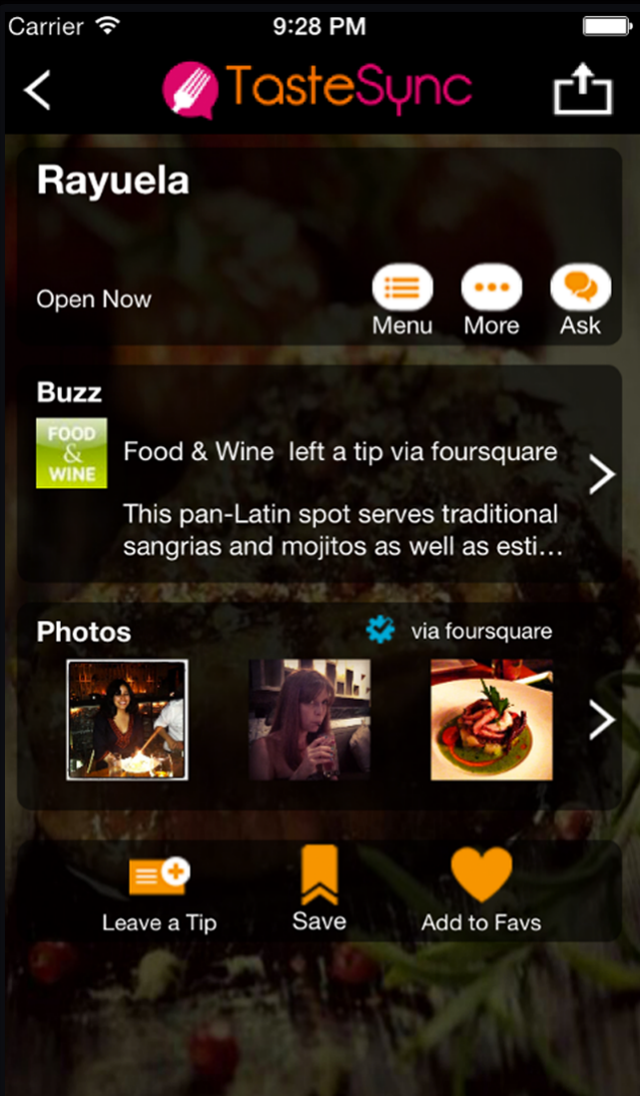 Carrier 9:28 PM
TasteSync
Rayuela
Open Now
Menu More Ask
Buzz
FOOD
&
WINE
Food & Wine left a tip via foursquare
This pan-Latin spot serves traditional
sangrias and mojitos as well as esti...
Photos via foursquare
Leave a Tip Save Add to Favs